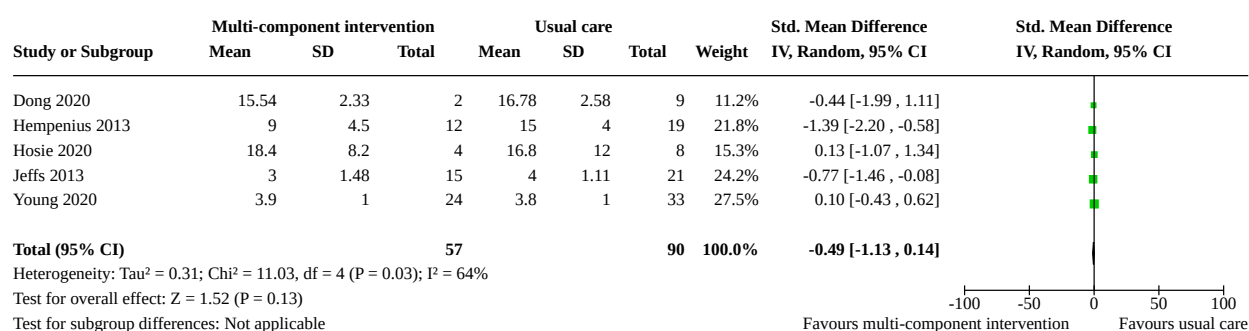 Multi-component intervention Usual care Std. Mean Difference Std. Mean Difference
Study or Subgroup Mean SD Total Mean SD Total Weight IV, Random, 95% CI IV, Random, 95% CI
Dong 2020 15.54 2.33 2 16.78 2.58 9 11.2% -0.44 [-1.99 , 1.11]
Hempenius 2013 9 4.5 12 15 4 19 21.8% -1.39 [-2.20 , -0.58]
Hosie 2020 18.4 8.2 4 16.8 12 8 15.3% 0.13 [-1.07 , 1.34]
Jeffs 2013 3 1.48 15 4 1.11 21 24.2% -0.77 [-1.46 , -0.08]
Young 2020 3.9 1 24 3.8 1 33 27.5% 0.10 [-0.43 , 0.62]
Total (95% CI) 57 90 100.0% -0.49 [-1.13 , 0.14]
Heterogeneity: Tau² = 0.31; Chi² = 11.03, df = 4 (P = 0.03); I² = 64%
Test for overall effect: Z = 1.52 (P = 0.13) -100 -50 0 50 100
Test for subgroup differences: Not applicable Favours multi-component intervention Favours usual care